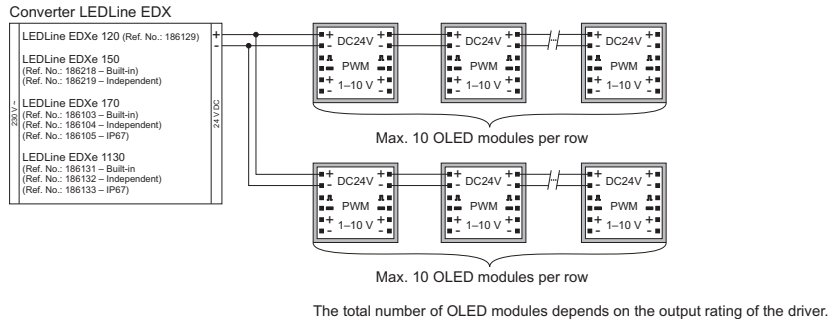 Converter LEDLine EDX
LEDLine EDXe 120 (Ref. No.: 186129)
LEDLine EDXe 150
(Ref. No.: 186218 – Built-in)
(Ref. No.: 186219 – Independent)
LEDLine EDXe 170
(Ref. No.: 186103 – Built-in)
(Ref. No.: 186104 – Independent)
(Ref. No.: 186105 – IP67)
LEDLine EDXe 1130
(Ref. No.: 186131 – Built-in
(Ref. No.: 186132 – Independent)
(Ref. No.: 186133 – IP67)
230 V ~
24 V DC
+
-
+ DC24V +
- -
PWM
+ 1–10 V +
- -
+ DC24V +
- -
PWM
+ 1–10 V +
- -
+ DC24V +
- -
PWM
+ 1–10 V +
- -
Max. 10 OLED modules per row
+ DC24V +
- -
PWM
+ 1–10 V +
- -
+ DC24V +
- -
PWM
+ 1–10 V +
- -
+ DC24V +
- -
PWM
+ 1–10 V +
- -
Max. 10 OLED modules per row
The total number of OLED modules depends on the output rating of the driver.